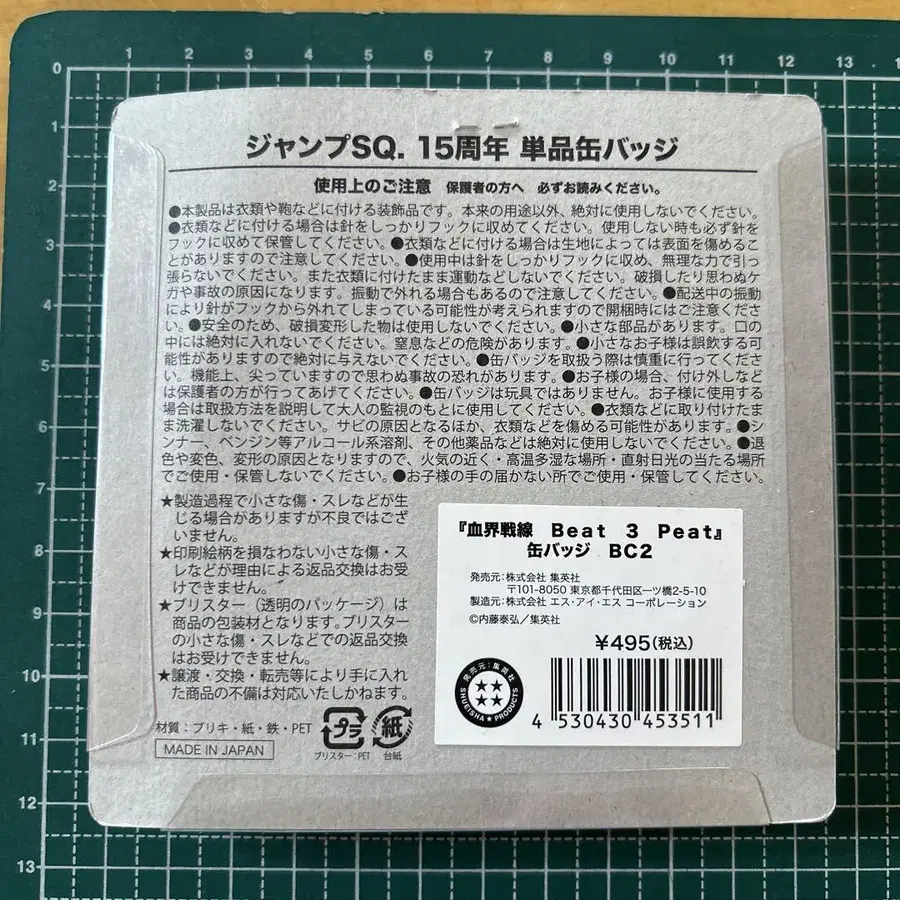 1 2 3 4 5 6 7 8 9 10 11 12 13
0
1
2
3
4
5
6
7
8
9
10
11
12
13
ジャンプSQ. 15周年 単品缶バッジ
使用上のご注意 保護者の方へ 必ずお読みください。
●本製品は衣類や鞄などに付ける装飾品です。本来の用途以外、絶対に使用しないでください。
●衣類などに付ける場合は針をしっかりフックに収めてください。使用しない時も必ず針を
フックに収めて保管してください。●衣類などに付ける場合は生地によっては表面を傷めるこ
とがありますので注意してください。●使用中は針をしっかりフックに収め、無理な力で引っ
張らないでください。また衣類に付けたまま運動などしないでください。破損したり思わぬケ
ガや事故の原因になります。振動で外れる場合もあるので注意してください。●配送中の振動
により針がフックから外れてしまっている可能性が考えられますので開梱時にはご注意くださ
い。●安全のため、破損変形した物は使用しないでください。●小さな部品があります。口の
中には絶対に入れないでください。窒息などの危険があります。●小さなお子様は誤飲する可
能性がありますので絶対に与えないでください。●缶バッジを取扱う際は慎重に行ってくださ
い。機能上、尖っていますので思わぬ事故の恐れがあります。●お子様の場合、付け外しなど
は保護者の方が行ってあげてください。●缶バッジは玩具ではありません。お子様に使用する
場合は取扱方法を説明して大人の監視のもとに使用してください。●衣類などに取り付けたま
ま洗濯しないでください。サビの原因となるほか、衣類などを傷める可能性があります。●シ
ンナー、ベンジン等アルコール系溶剤、その他薬品などは絶対に使用しないでください。●退
色や変色、変形の原因となりますので、火気の近く・高温多湿な場所・直射日光の当たる場所
でご使用・保管しないでください。●お子様の手の届かない所でご使用・保管してください。
★製造過程で小さな傷・スレなどが生
じる場合がありますが不良ではござ
いません。
★印刷絵柄を損なわない小さな傷・ス
レなどが理由による返品交換はお受
けできません。
★ブリスター（透明のパッケージ）は
商品の包装材となります。ブリスター
の小さな傷・スレなどでの返品交換
はお受けできません。
★譲渡・交換・転売等により手に入れ
た商品の不備は対応いたしかねます。
材質：ブリキ・紙・鉄・PET
MADE IN JAPAN
プラ
ブリスター：PET
紙
台紙
『血界戦線 Beat 3 Peat』
缶バッジ BC2
発売元：株式会社 集英社
〒101-8050 東京都千代田区一ツ橋2-5-10
製造元：株式会社 エス・アイ・エス コーポレーション
©内藤泰弘／集英社
¥495(税込)
発売元：集英社
SHUEISHA★PRODUCTS
4 530430 453511